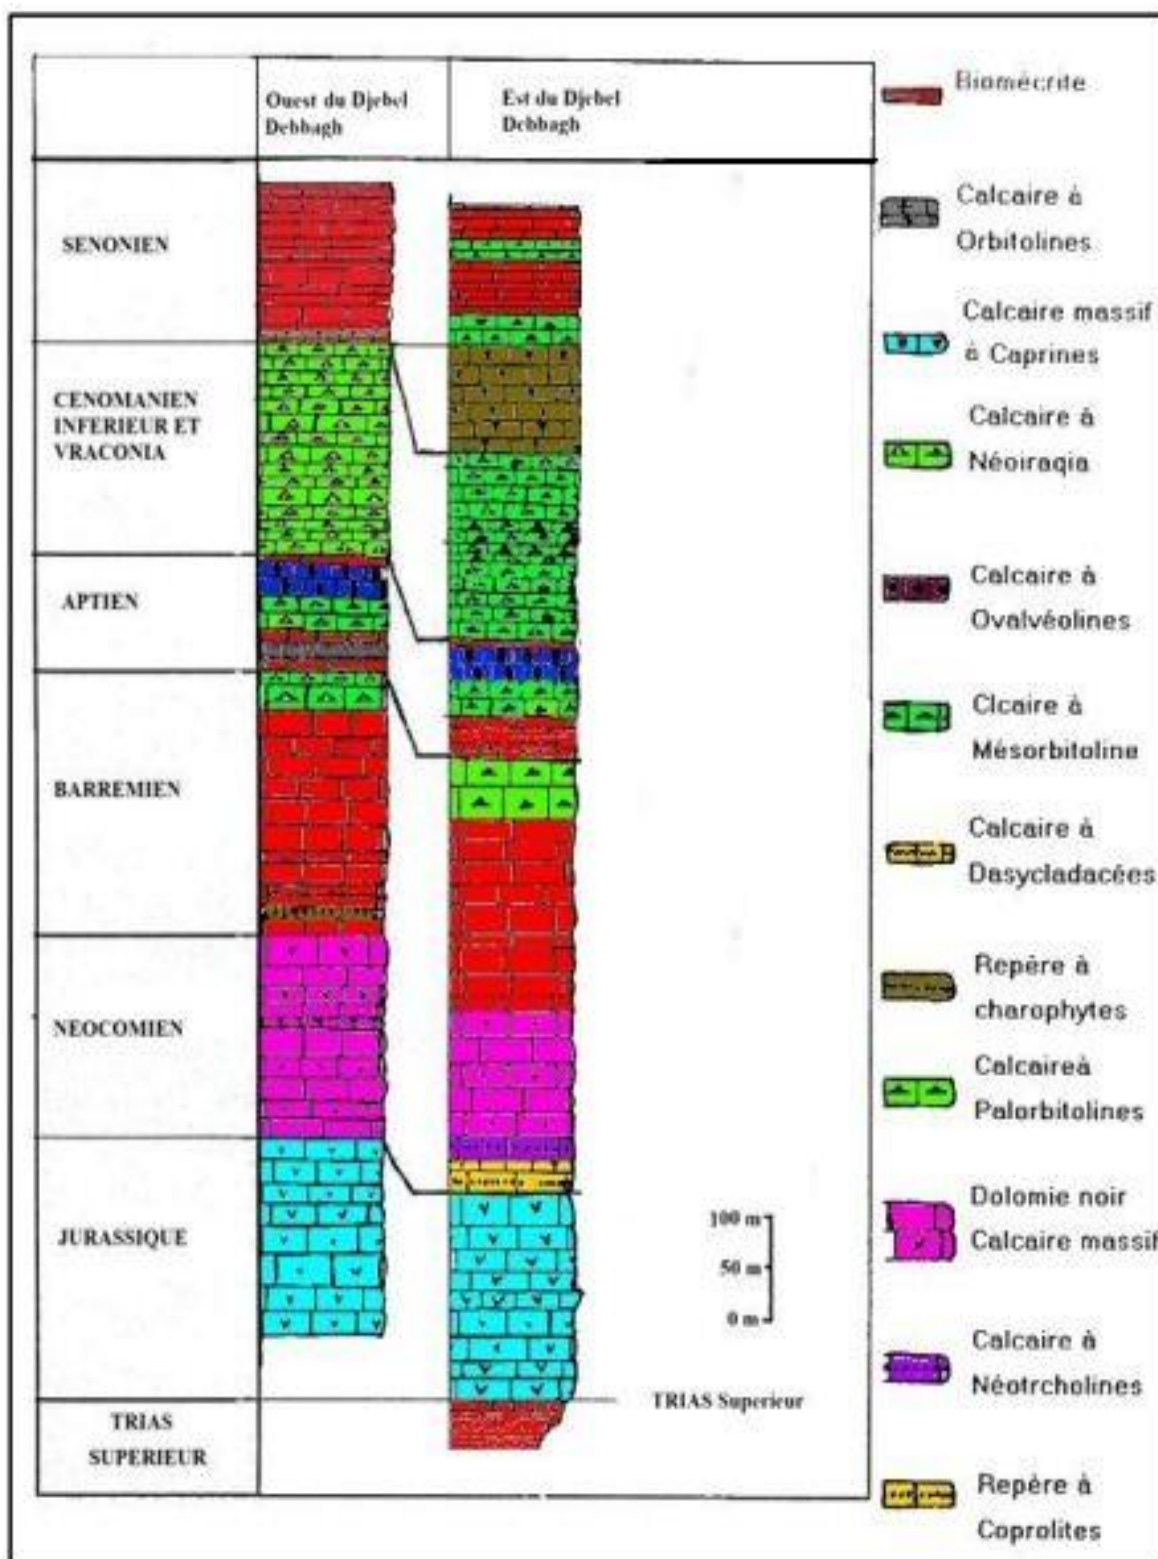 Ouest du Djebel
Debbagh
Est du Djebel
Debbagh
SENONIEN
CENOMANIEN
INFERIEUR ET
VRACONIA
APTIEN
BARREMIEN
NEOCOMIEN
JURASSIQUE
TRIAS
SUPERIEUR
100 m
50 m
0 m
TRIAS Superieur
Biomécrite
Calcaire à
Orbitolines
Calcaire massif
à Caprines
Calcaire à
Néoiraqia
Calcaire à
Ovalvéolines
Clcaire à
Mésorbitoline
Calcaire à
Dasycladacées
Repère à
charophytes
Calcaireà
Palorbitolines
Dolomie noir
Calcaire massif
Calcaire à
Néotrcholines
Repère à
Coprolites